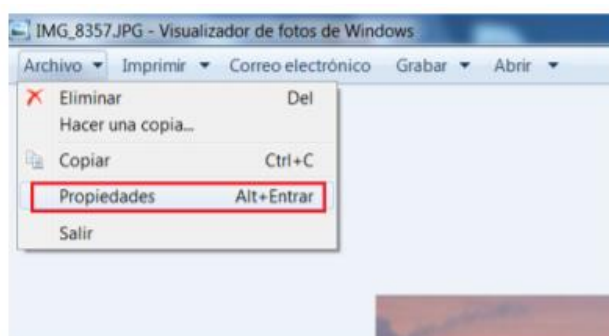 IMG_8357.JPG - Visualizador de fotos de Windows
Archivo Imprimir Correo electrónico Grabar Abrir
Eliminar Del
Hacer una copia...
Copiar Ctrl+C
Propiedades Alt+Entrar
Salir